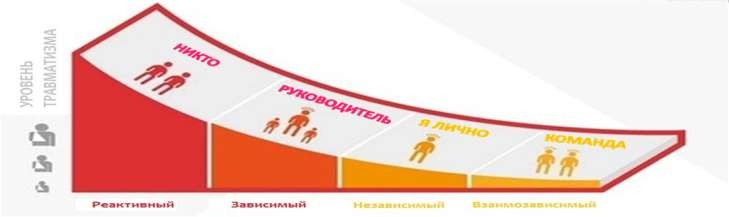 УРОВЕНЬ
ТРАВМАТИЗМА
НИКТО
РУКОВОДИТЕЛЬ
Я ЛИЧНО
КОМАНДА
Реактивный
Зависимый
Независимый
Взаимозависимый